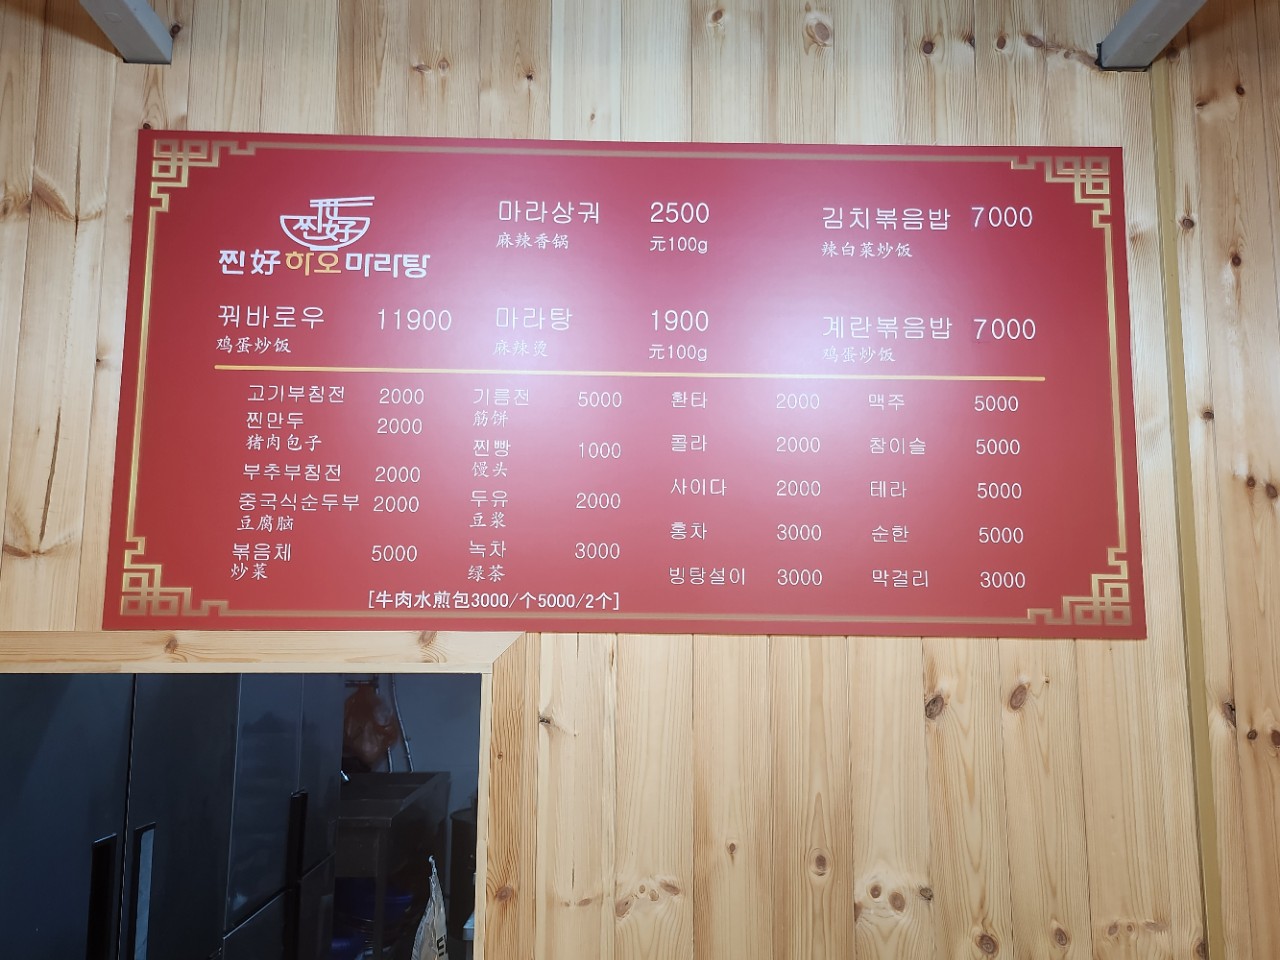 찐好
찐好하오마라탕
마라상궈 2500
麻辣香锅 元100g
김치볶음밥 7000
辣白菜炒饭
꿔바로우 11900
鸡蛋炒饭
마라탕 1900
麻辣烫 元100g
계란볶음밥 7000
鸡蛋炒饭
고기부침전 2000
찐만두 2000
猪肉包子
부추부침전 2000
중국식순두부 2000
豆腐脑
볶음체 5000
炒菜
기름전 5000
筋饼
찐빵 1000
馒头
두유 2000
豆浆
녹차 3000
绿茶
환타 2000
콜라 2000
사이다 2000
홍차 3000
빙탕설이 3000
맥주 5000
참이슬 5000
테라 5000
순한 5000
막걸리 3000
[牛肉水煎包3000/个5000/2个]